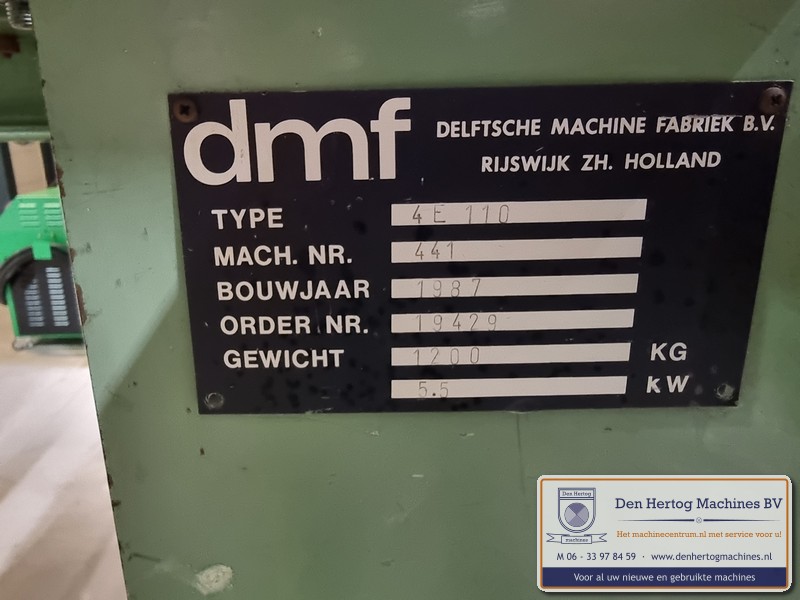 dmf
DELFTSCHE MACHINE FABRIEK B.V.
RIJSWIJK ZH. HOLLAND
TYPE 4E 110
MACH. NR. 441
BOUWJAAR 1987
ORDER NR. 19429
GEWICHT 1200 KG
5.5 kW
Den Hertog
machines
Den Hertog Machines BV
Het machinecentrum.nl met service voor u!
M 06 - 33 97 84 59 · www.denhertogmachines.nl
Voor al uw nieuwe en gebruikte machines